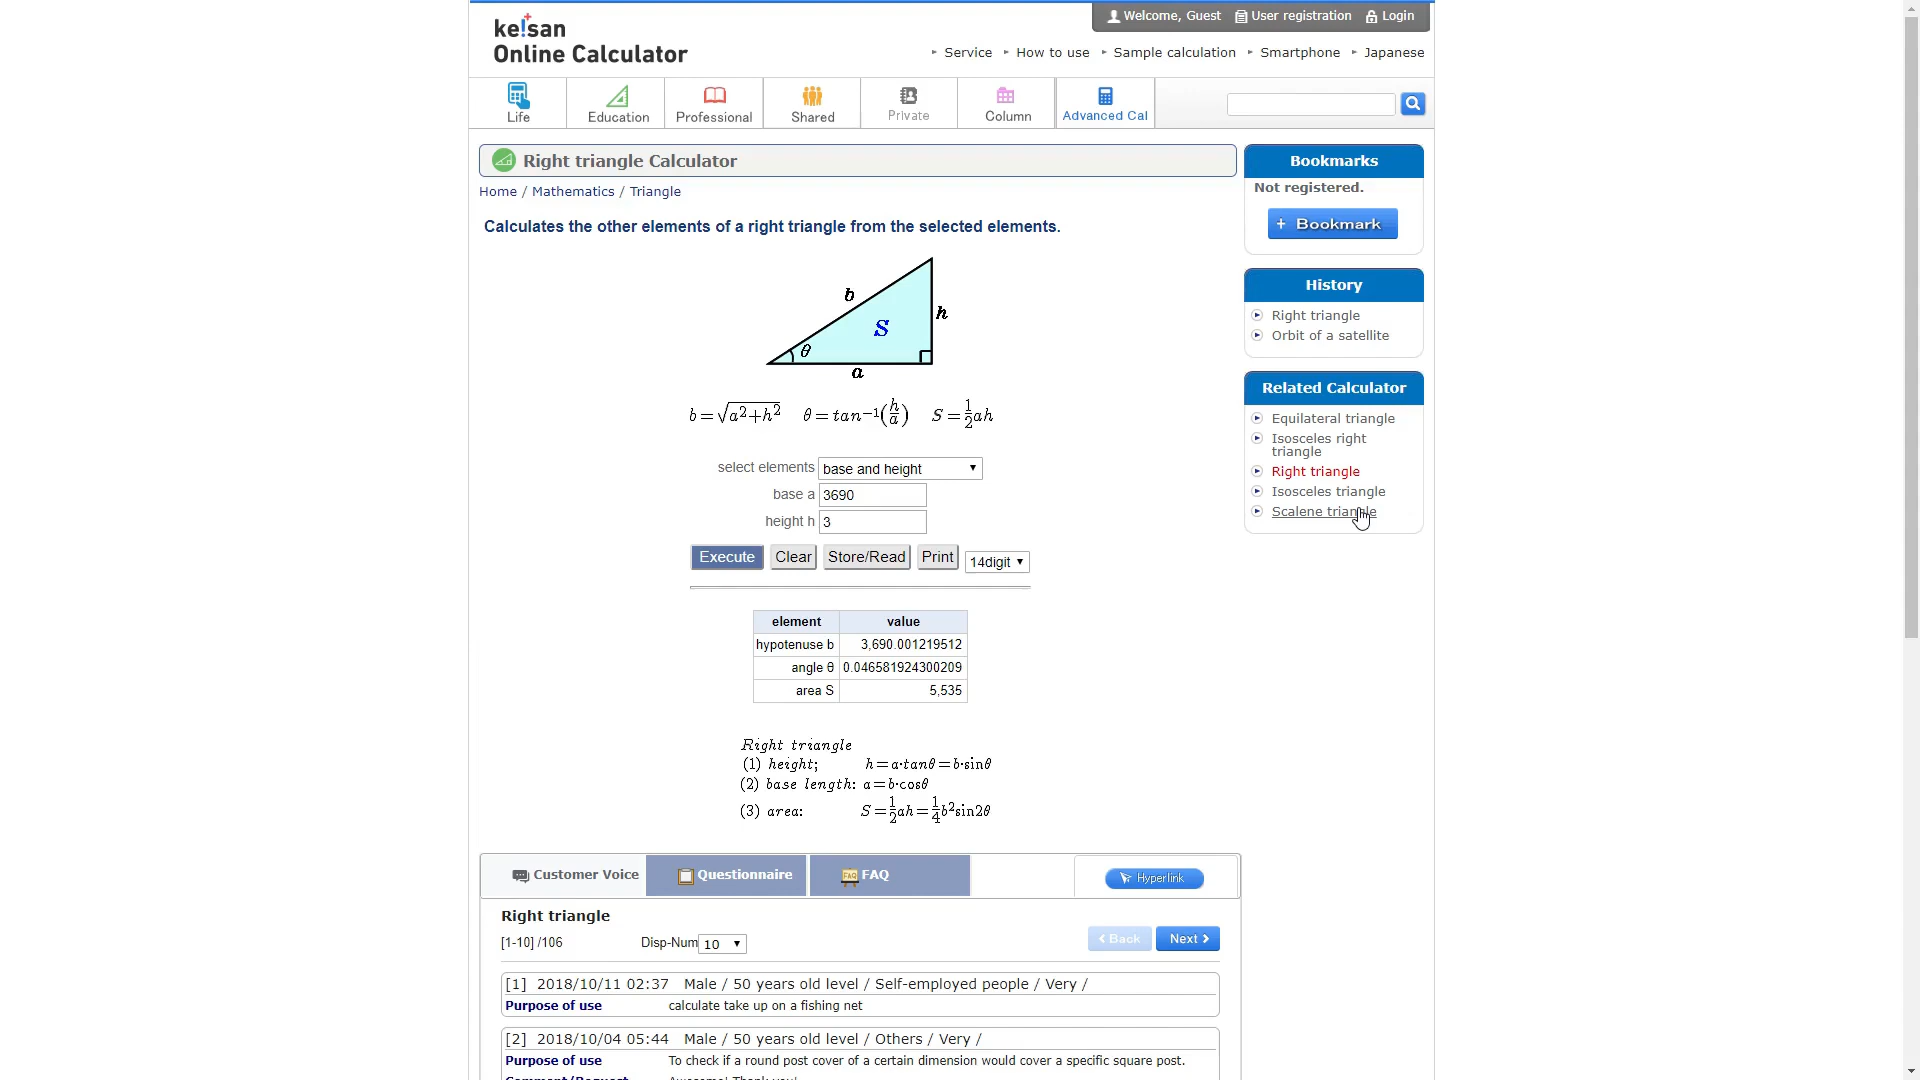 Welcome, Guest User registration Login
ke!san
Online Calculator
Service How to use Sample calculation Smartphone Japanese
Life Education Professional Shared Private Column Advanced Cal
Right triangle Calculator
Home / Mathematics / Triangle
Calculates the other elements of a right triangle from the selected elements.
b
h
S
θ
a
b=√a²+h² θ=tan⁻¹(h/a) S=1/2ah
select elements base and height
base a 3690
height h 3
Execute Clear Store/Read Print 14digit
element value
hypotenuse b 3,690.001219512
angle θ 0.046581924300209
area S 5,535
Right triangle
(1) height; h=a·tanθ=b·sinθ
(2) base length: a=b·cosθ
(3) area: S=1/2ah=1/4b²sin2θ
Customer Voice Questionnaire FAQ FAQ Hyperlink
Right triangle
[1-10] /106 Disp-Num 10 Back Next
[1] 2018/10/11 02:37 Male / 50 years old level / Self-employed people / Very /
Purpose of use calculate take up on a fishing net
[2] 2018/10/04 05:44 Male / 50 years old level / Others / Very /
Purpose of use To check if a round post cover of a certain dimension would cover a specific square post.
Comment/Request Awesome! Thank you!
Bookmarks
Not registered.
+ Bookmark
History
Right triangle
Orbit of a satellite
Related Calculator
Equilateral triangle
Isosceles right
triangle
Right triangle
Isosceles triangle
Scalene triangle